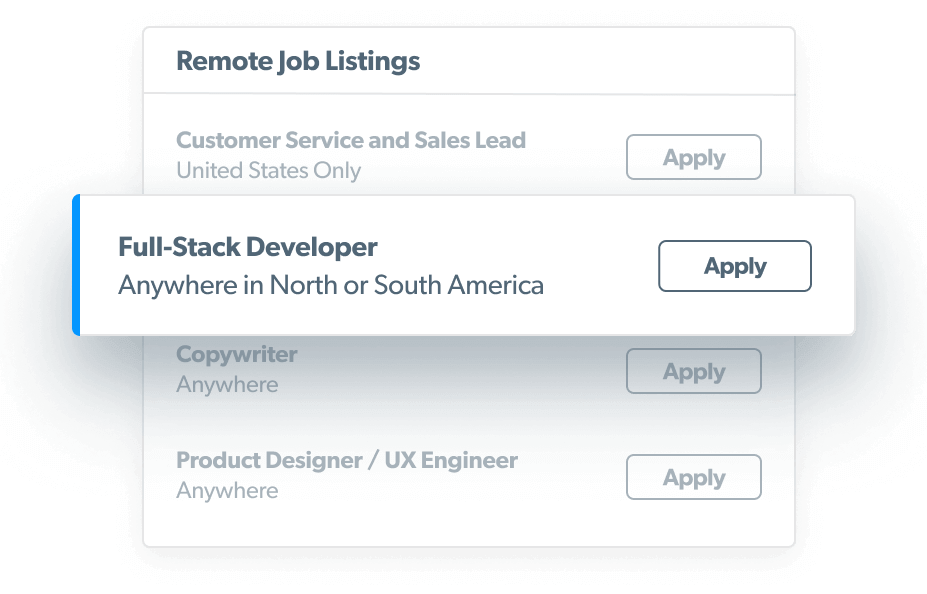 Remote Job Listings
Customer Service and Sales Lead
United States Only
Apply
Full-Stack Developer
Anywhere in North or South America
Apply
Copywriter
Anywhere
Apply
Product Designer / UX Engineer
Anywhere
Apply